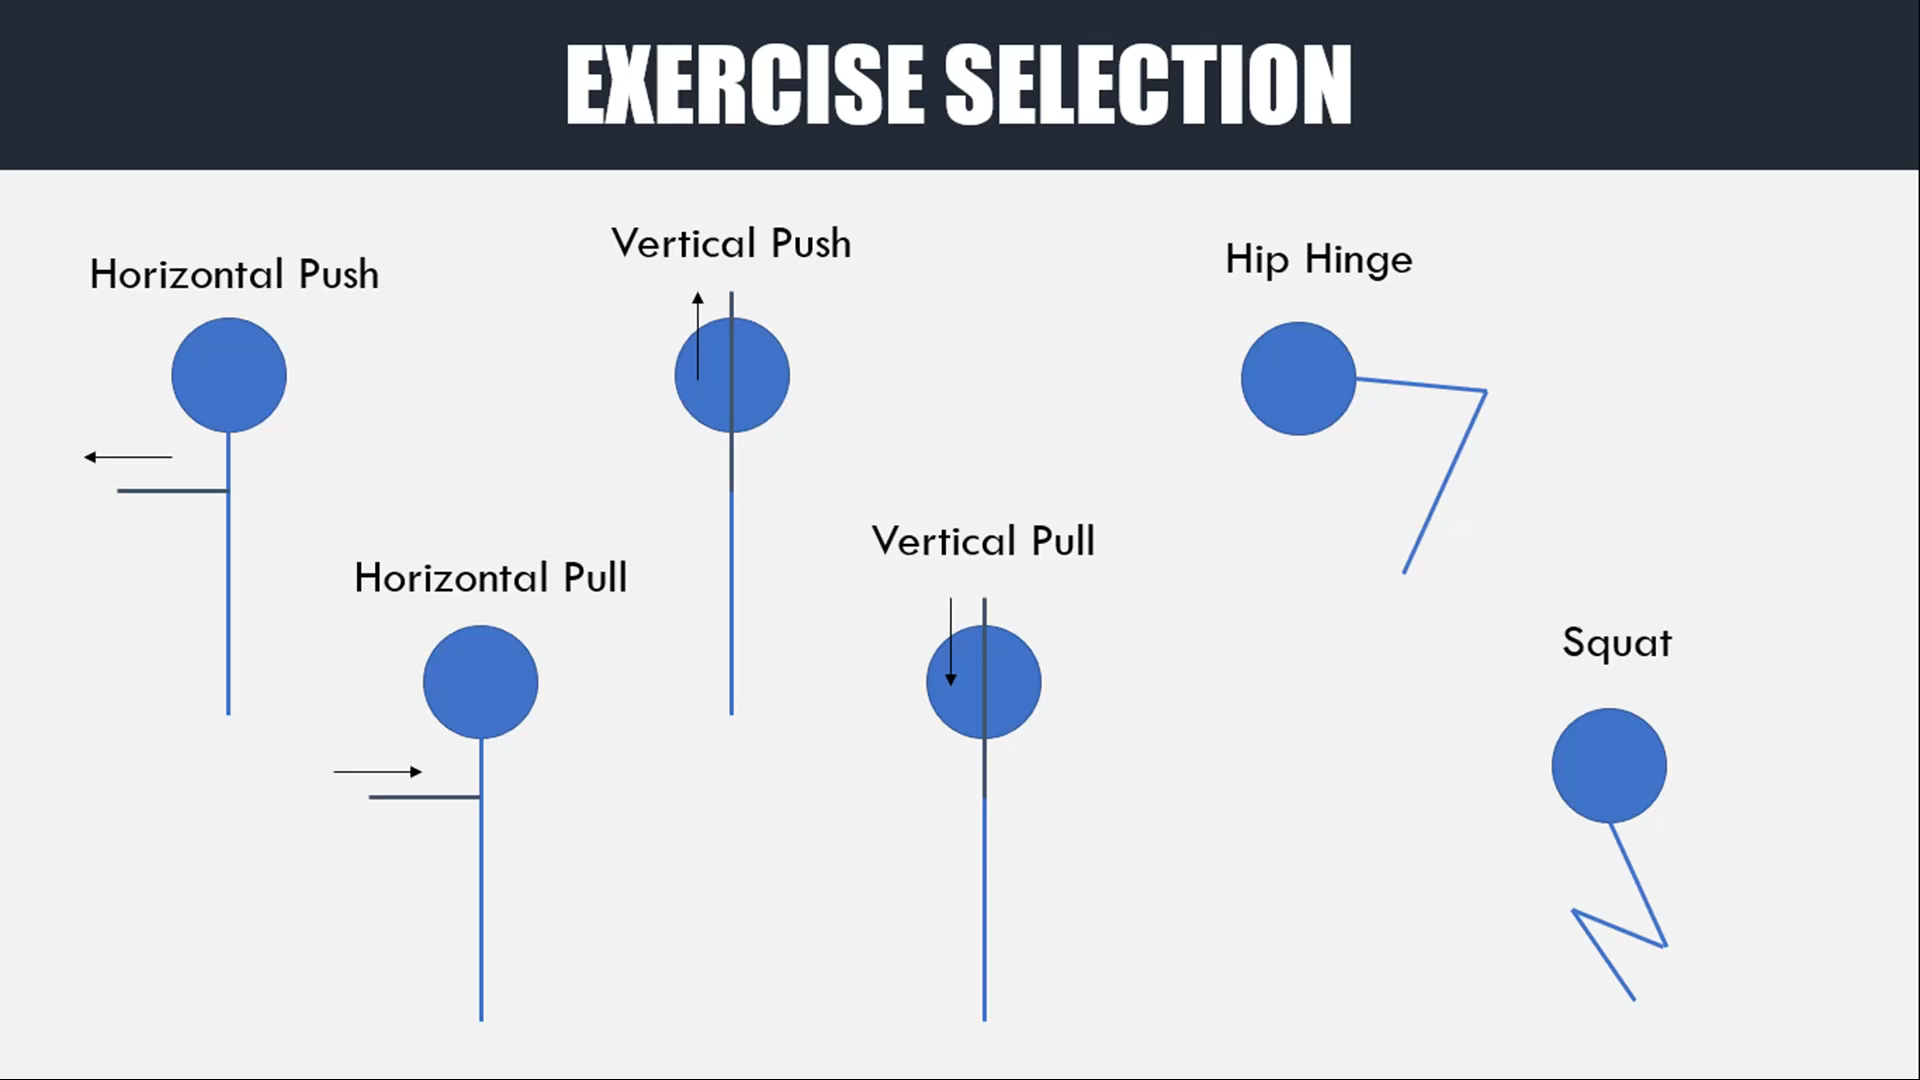 EXERCISE SELECTION
Horizontal Push
Vertical Push
Hip Hinge
Horizontal Pull
Vertical Pull
Squat